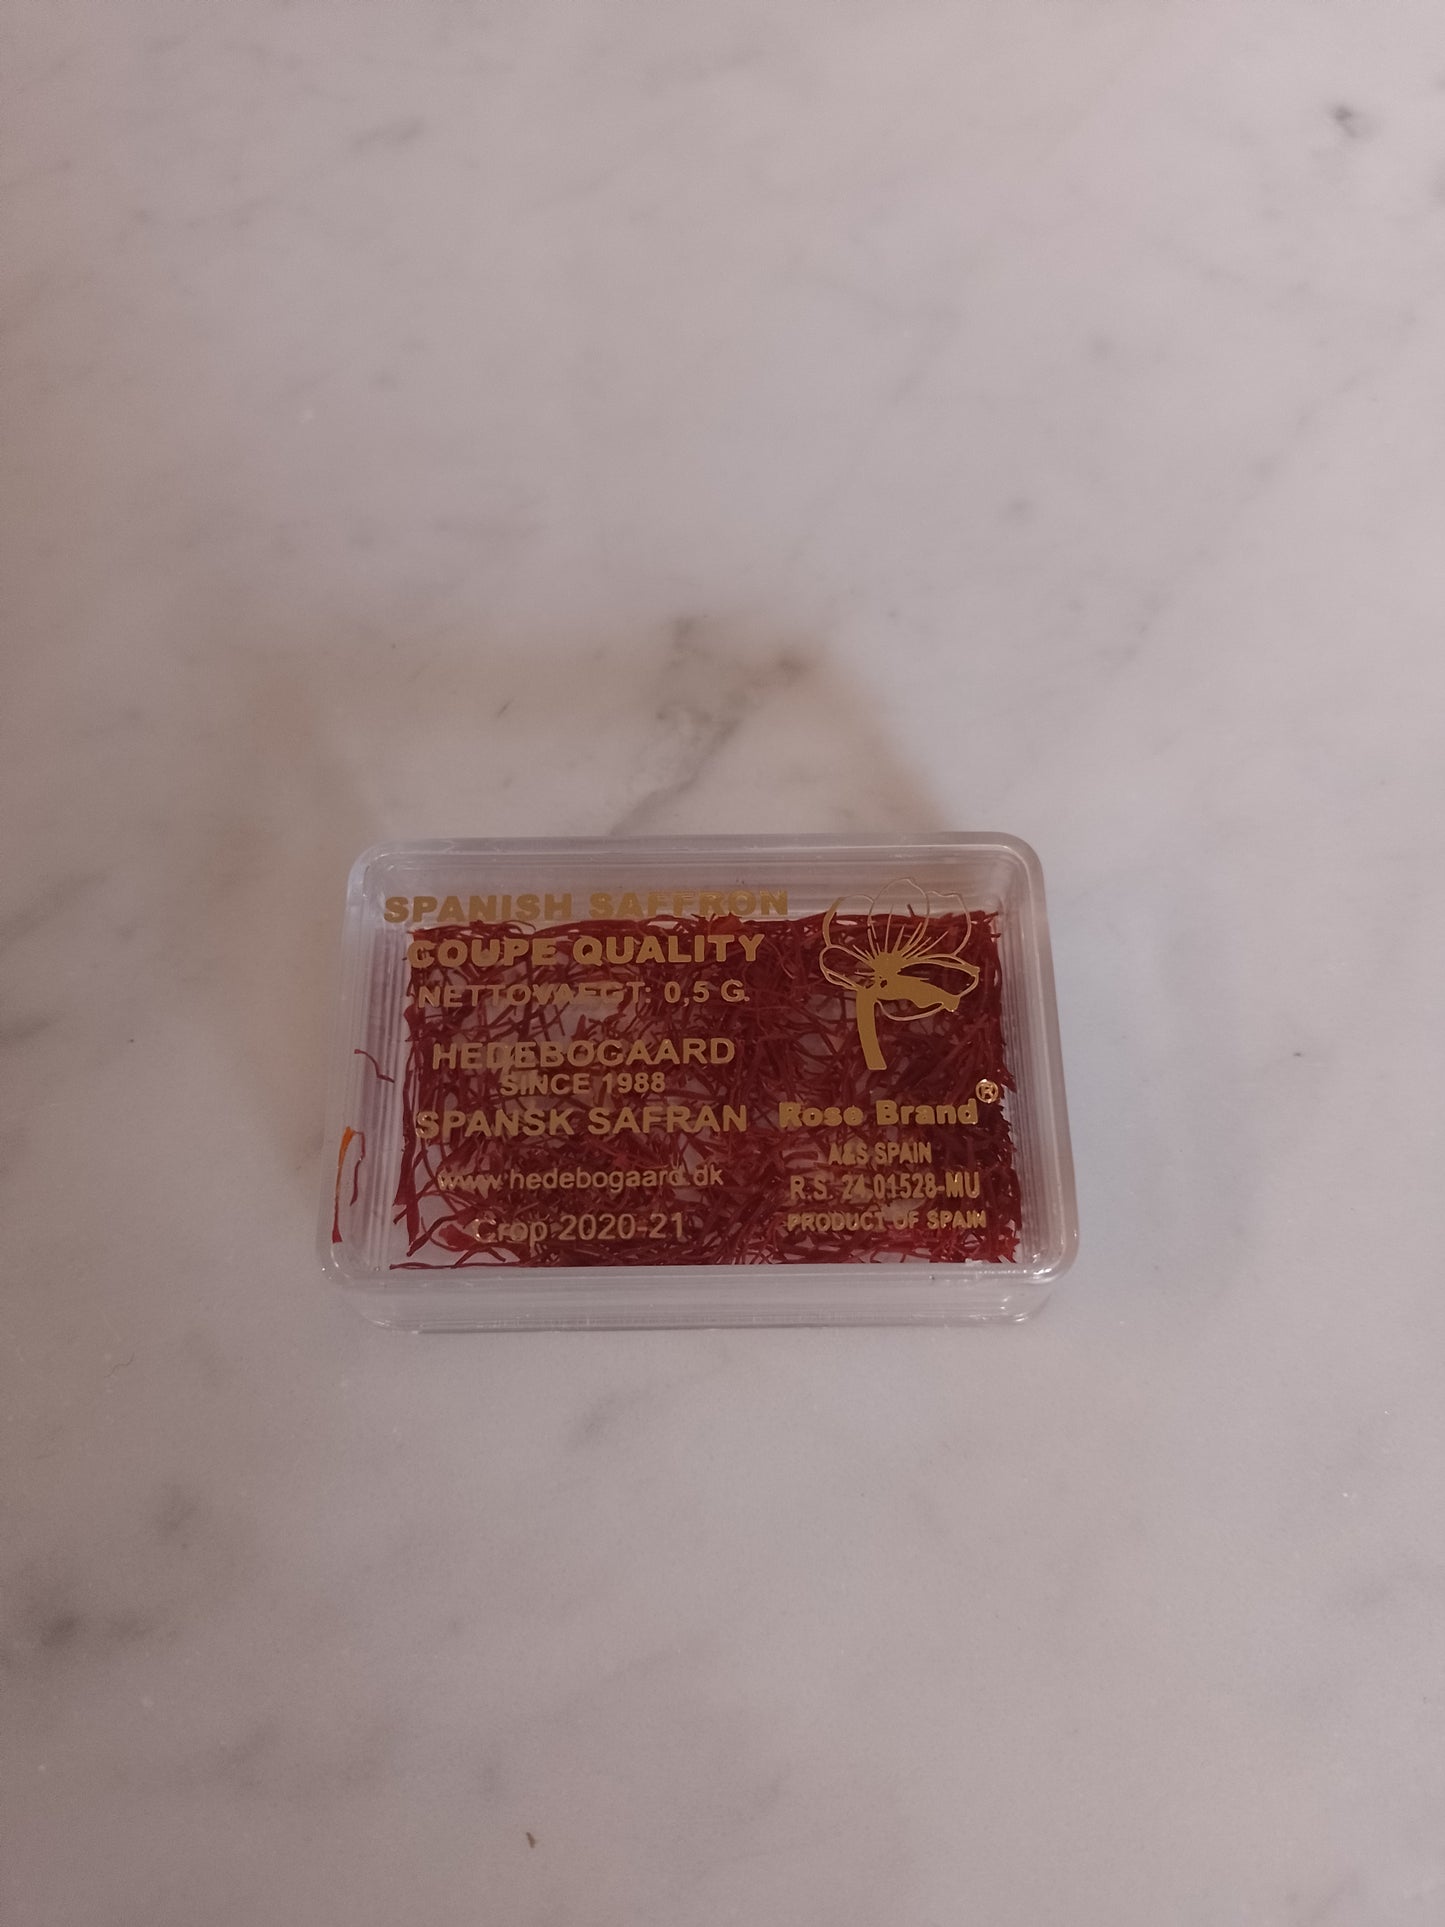 SPANISH SAFFRON
COUPE QUALITY
NETTOVAEGT: 0,5 G.
HEDEBOGAARD
SINCE 1988
SPANSK SAFRAN
www.hedebogaard.dk
Crop 2020-21
Rose Brand®
A&S SPAIN
R.S. 24.01528-MU
PRODUCT OF SPAIN